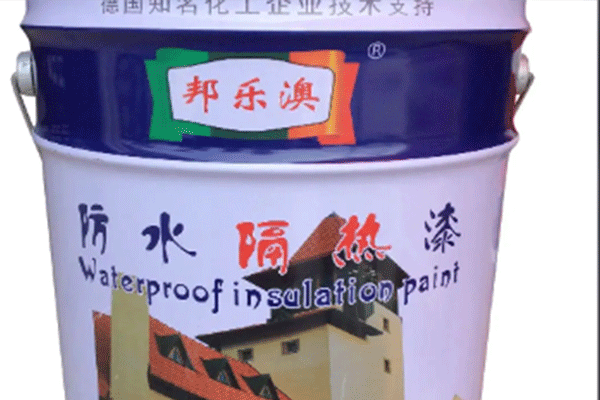 德国知名化工企业技术支持
邦乐澳®
防水隔热漆
Waterproof insulation paint